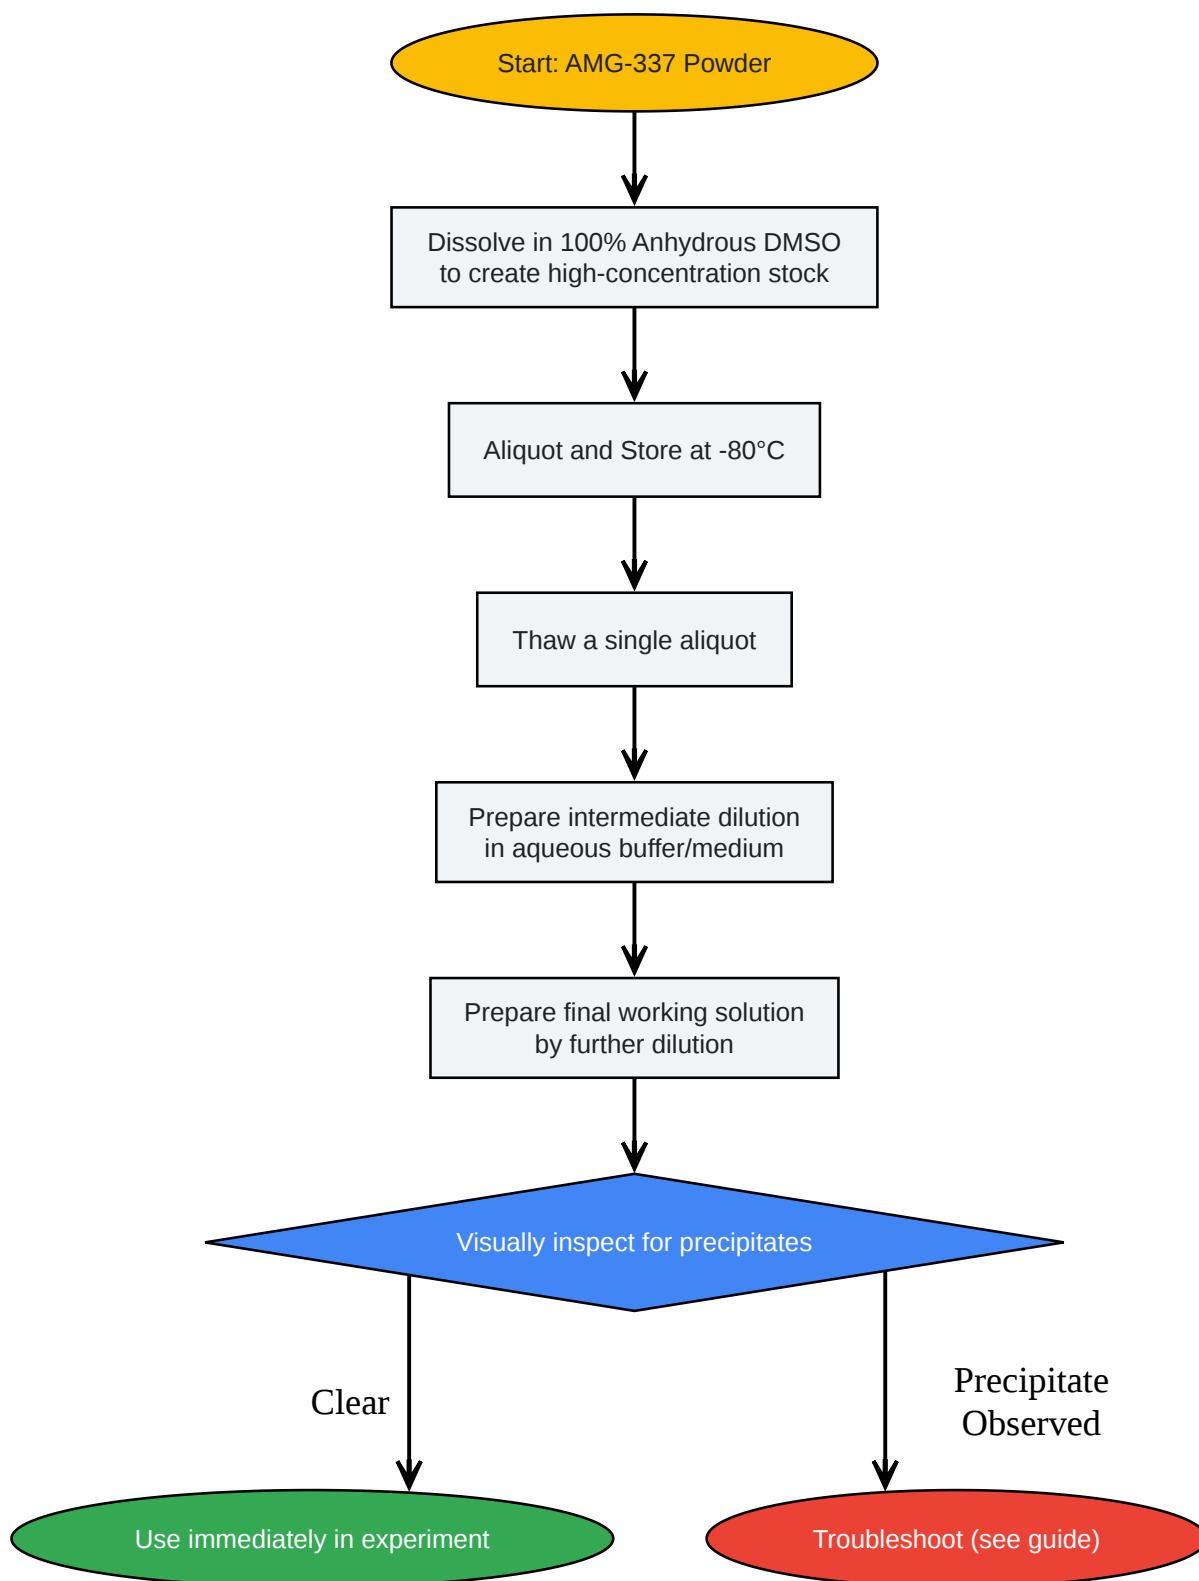 Start: AMG-337 Powder
Dissolve in 100% Anhydrous DMSO
to create high-concentration stock
Aliquot and Store at -80°C
Thaw a single aliquot
Prepare intermediate dilution
in aqueous buffer/medium
Prepare final working solution
by further dilution
Visually inspect for precipitates
Clear
Precipitate
Observed
Use immediately in experiment
Troubleshoot (see guide)